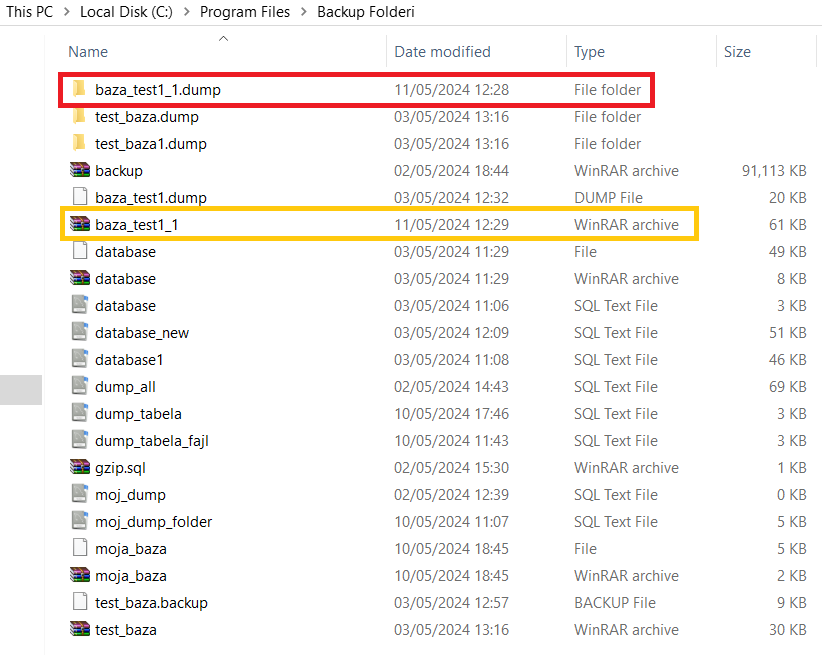 This PC > Local Disk (C:) > Program Files > Backup Folderi
Name Date modified Type Size
baza_test1_1.dump 11/05/2024 12:28 File folder
test_baza.dump 03/05/2024 13:16 File folder
test_baza1.dump 03/05/2024 13:16 File folder
backup 02/05/2024 18:44 WinRAR archive 91,113 KB
baza_test1.dump 03/05/2024 12:32 DUMP File 20 KB
baza_test1_1 11/05/2024 12:29 WinRAR archive 61 KB
database 03/05/2024 11:29 File 49 KB
database 03/05/2024 11:29 WinRAR archive 8 KB
database 03/05/2024 11:06 SQL Text File 3 KB
database_new 03/05/2024 12:09 SQL Text File 51 KB
database1 03/05/2024 11:08 SQL Text File 46 KB
dump_all 02/05/2024 14:43 SQL Text File 69 KB
dump_tabela 10/05/2024 17:46 SQL Text File 3 KB
dump_tabela_fajl 10/05/2024 11:43 SQL Text File 3 KB
gzip.sql 02/05/2024 15:30 WinRAR archive 1 KB
moj_dump 02/05/2024 12:39 SQL Text File 0 KB
moj_dump_folder 10/05/2024 11:07 SQL Text File 5 KB
moja_baza 10/05/2024 18:45 File 5 KB
moja_baza 10/05/2024 18:45 WinRAR archive 2 KB
test_baza.backup 03/05/2024 12:57 BACKUP File 9 KB
test_baza 03/05/2024 13:16 WinRAR archive 30 KB